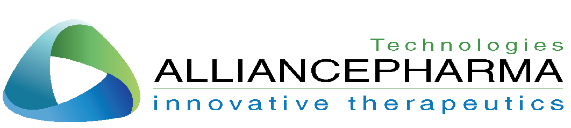 Technologies
ALLIANCEPHARMA
innovative therapeutics